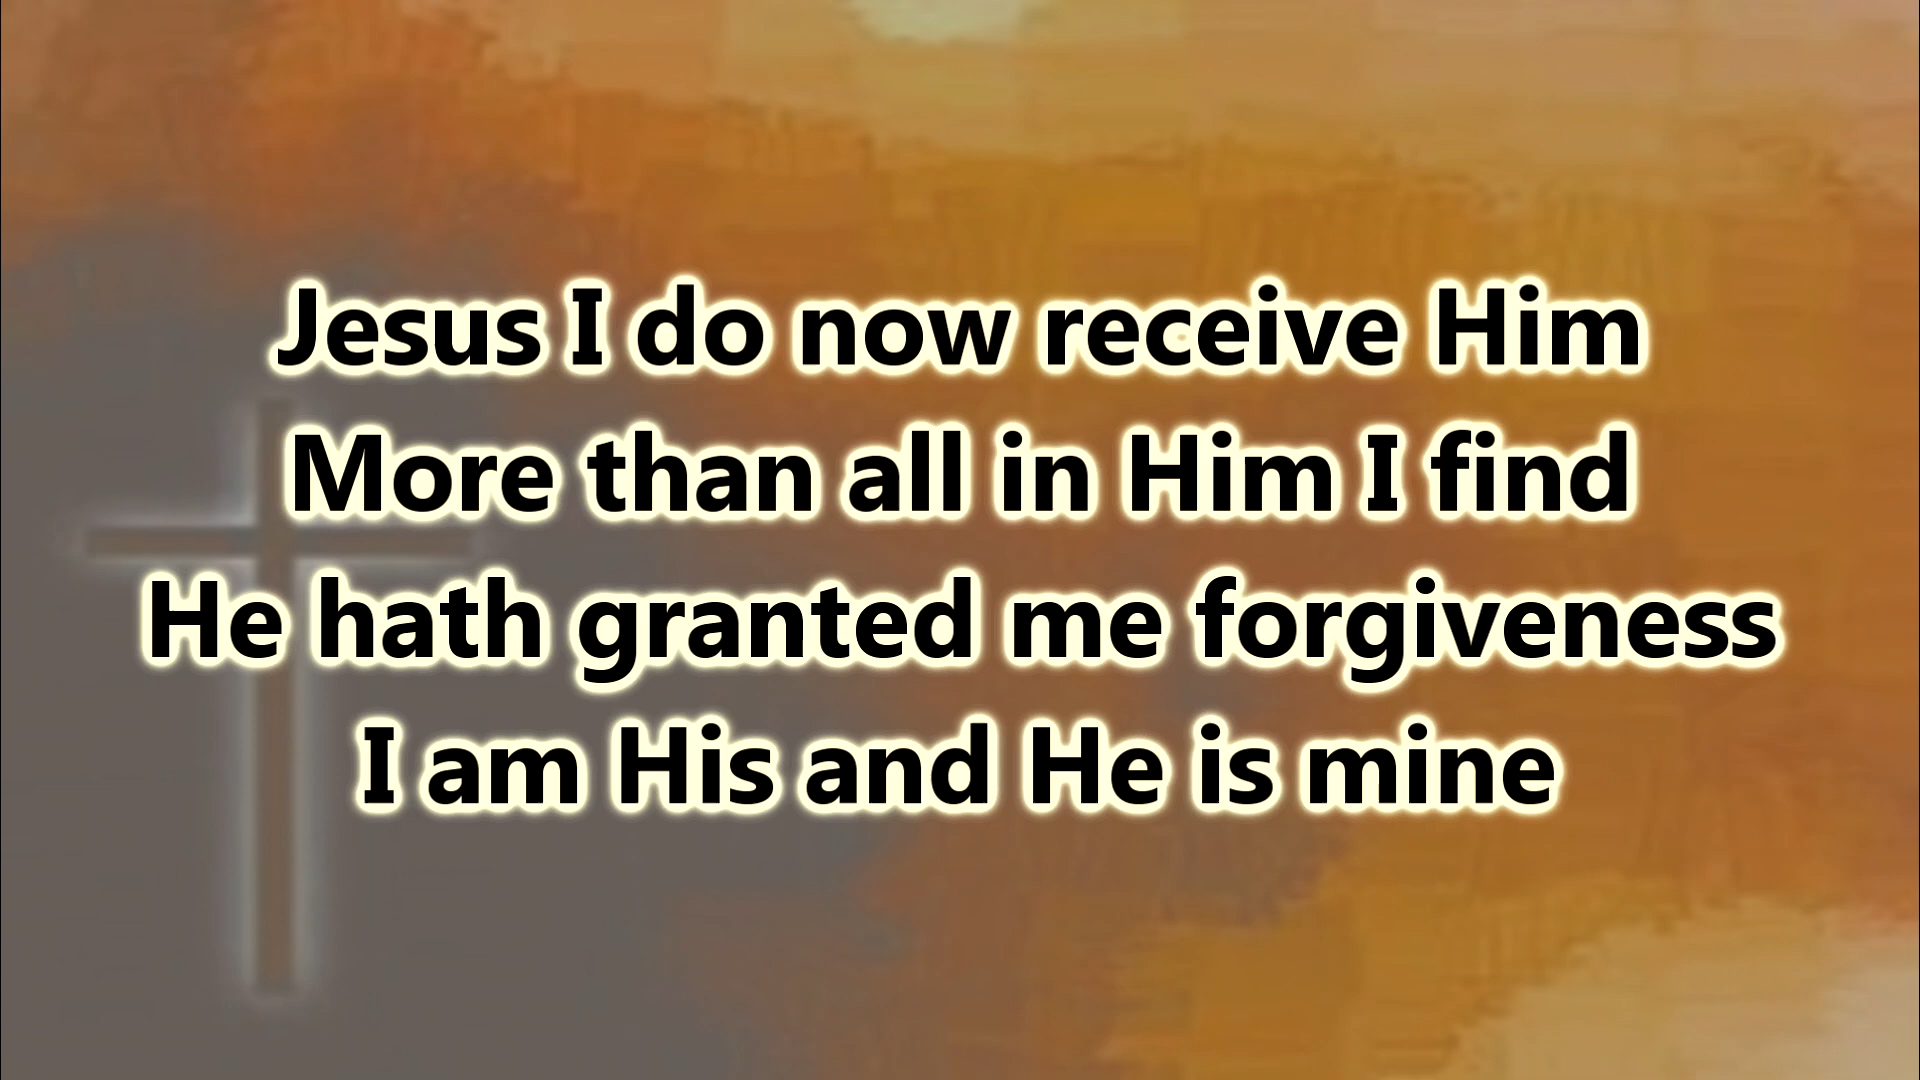 Jesus I do now receive Him
More than all in Him I find
He hath granted me forgiveness
I am His and He is mine